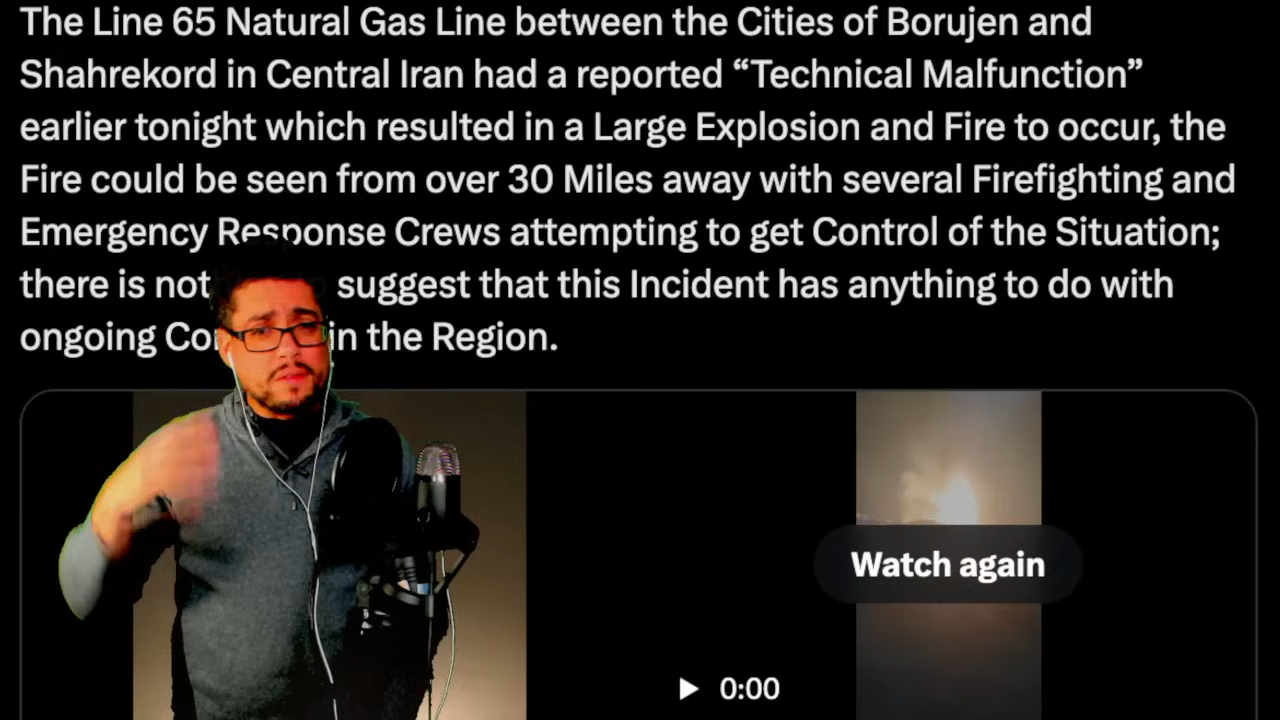 The Line 65 Natural Gas Line between the Cities of Borujen and
Shahrekord in Central Iran had a reported “Technical Malfunction”
earlier tonight which resulted in a Large Explosion and Fire to occur, the
Fire could be seen from over 30 Miles away with several Firefighting and
Emergency Response Crews attempting to get Control of the Situation;
there is not suggest that this Incident has anything to do with
ongoing in the Region.
Watch again
0:00